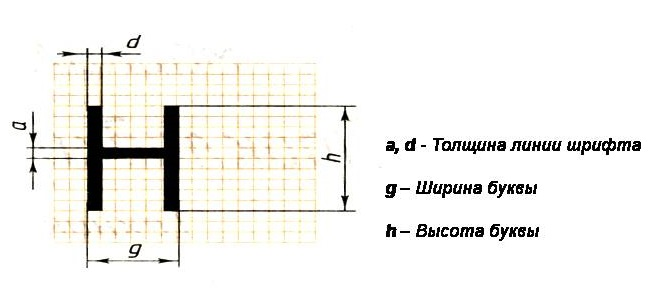 d
a
h
g
a, d - Толщина линии шрифта
g – Ширина буквы
h – Высота буквы
H